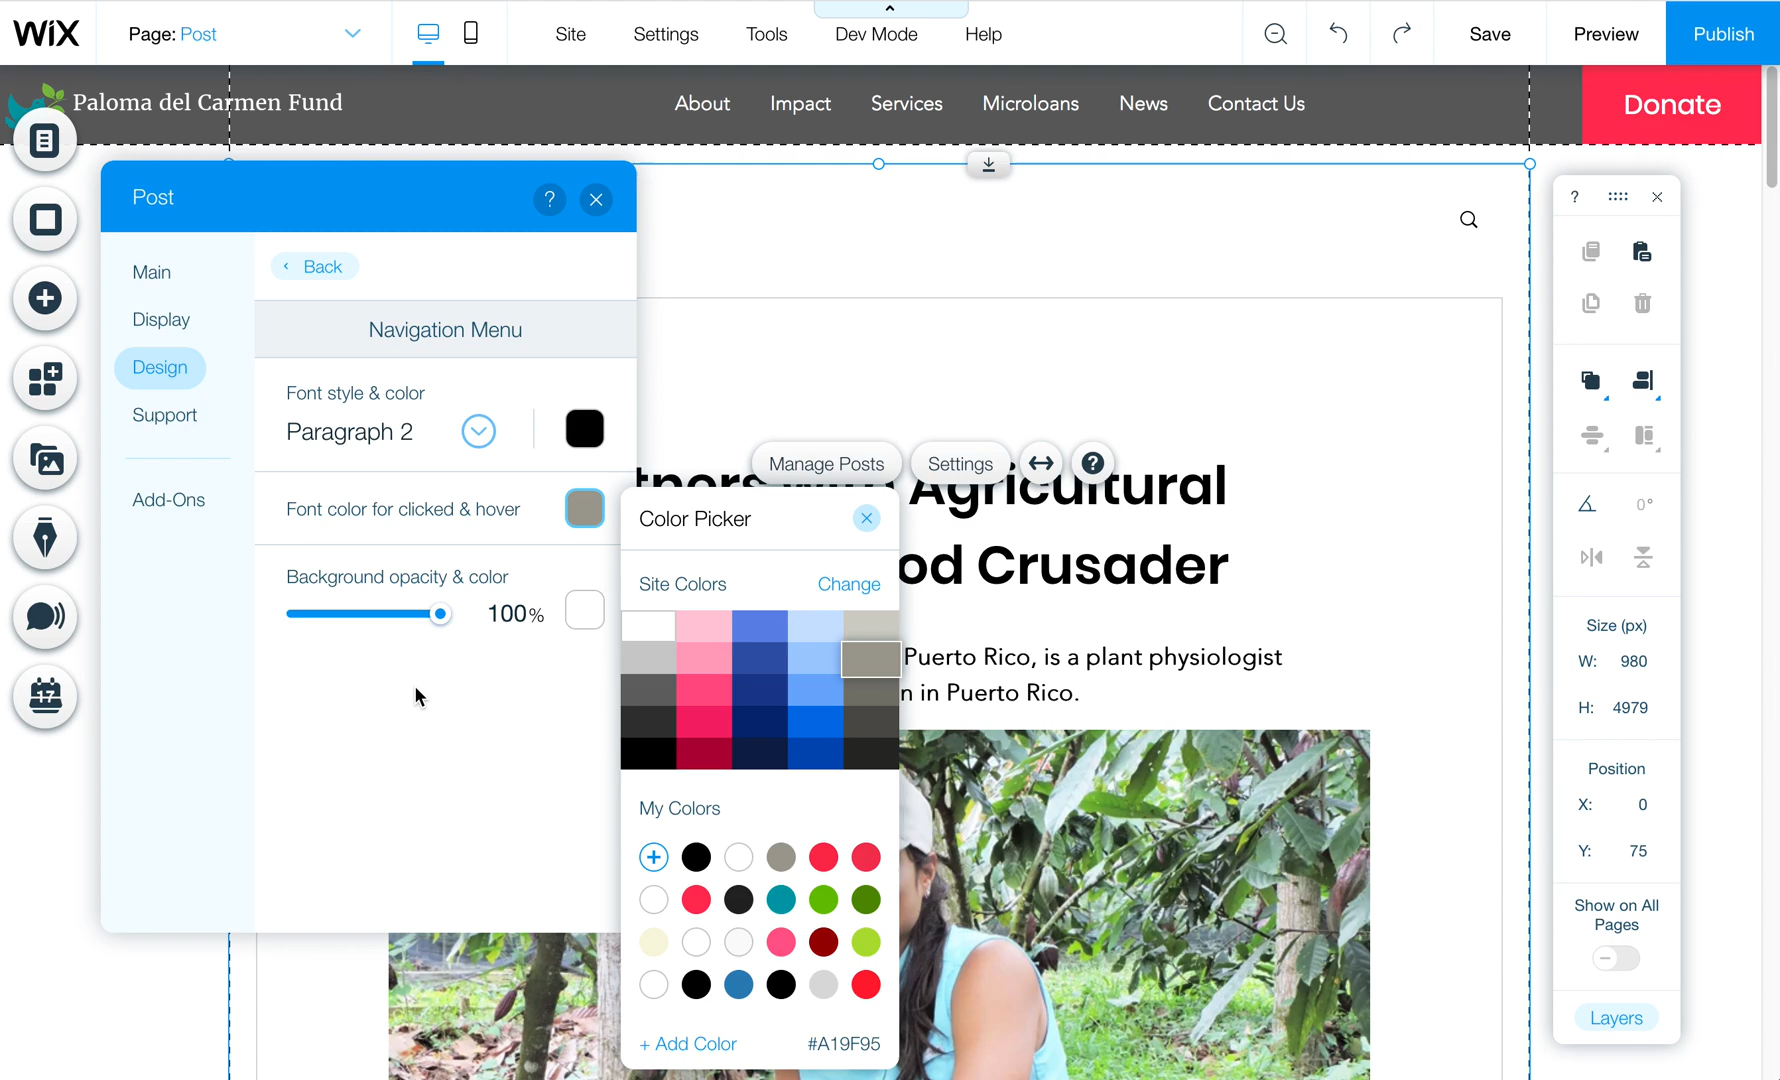 WiX
Page: Post
Site
Settings
Tools
Dev Mode
Help
Save
Preview
Publish
Paloma del Carmen Fund
About
Impact
Services
Microloans
News
Contact Us
Donate
Post
?
Main
Display
Design
Support
Add-Ons
Back
Navigation Menu
Font style & color
Paragraph 2
Font color for clicked & hover
Background opacity & color
100%
17
Manage Posts
Settings
?
Agricultural
Crusader
Puerto Rico, is a plant physiologist
in Puerto Rico.
Color Picker
Site Colors
Change
My Colors
+ Add Color
#A19F95
?
0°
Size (px)
W: 980
H: 4979
Position
X: 0
Y: 75
Show on All
Pages
Layers